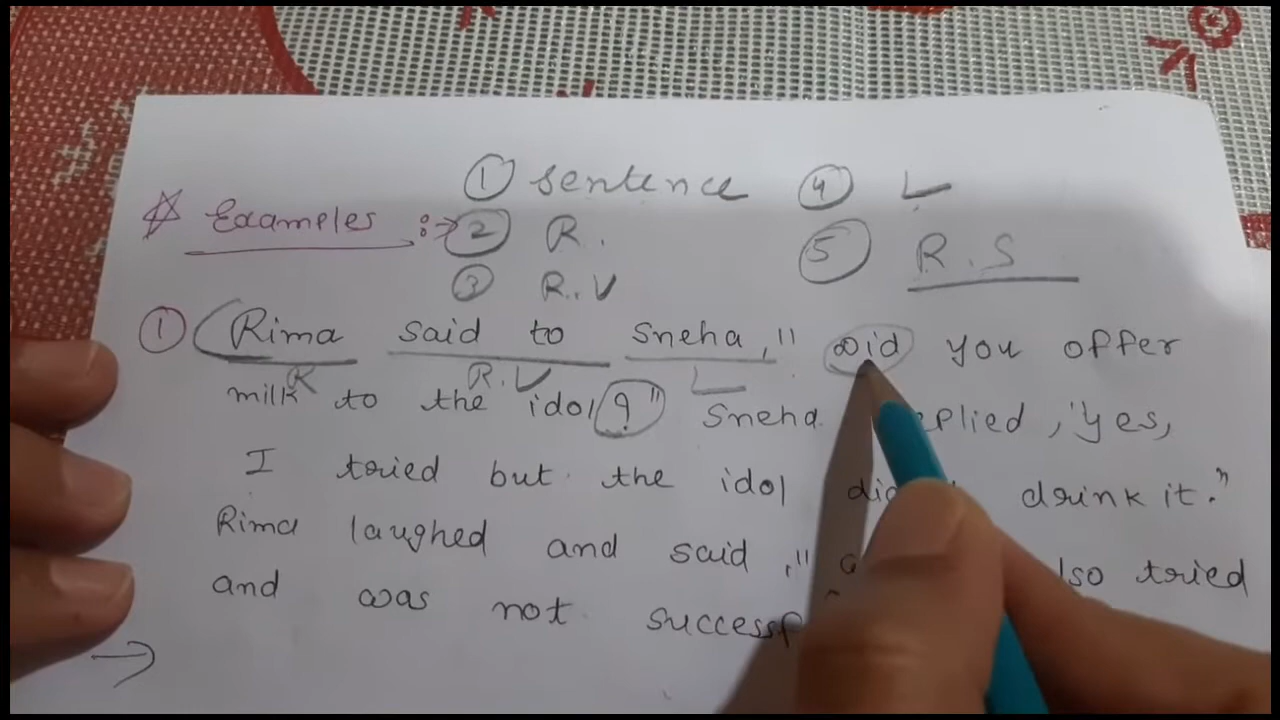 ① sentence ④ L
☆ Examples :→ ② R. ⑤ R.S
③ R.V
① Rima said to Sneha," Did you offer
R R.V L
milk to the idol?" Sneha replied, "Yes,
I tried but the idol drink it."
Rima laughed and said," also tried
and was not
→